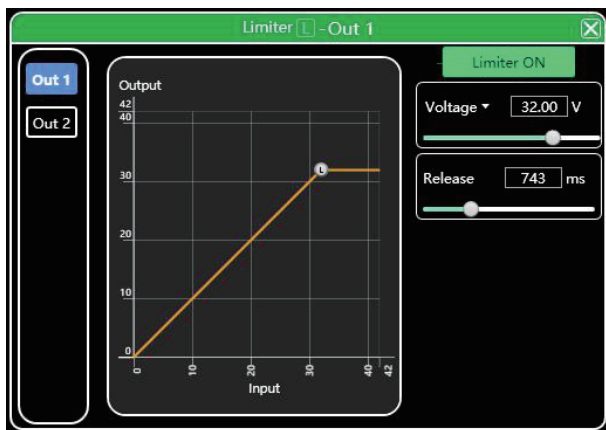 Limiter L - Out 1
Out 1
Out 2
Output
42
40
30
20
10
0
0
10
20
30
40
42
Input
L
Limiter ON
Voltage 32.00 V
Release 743 ms